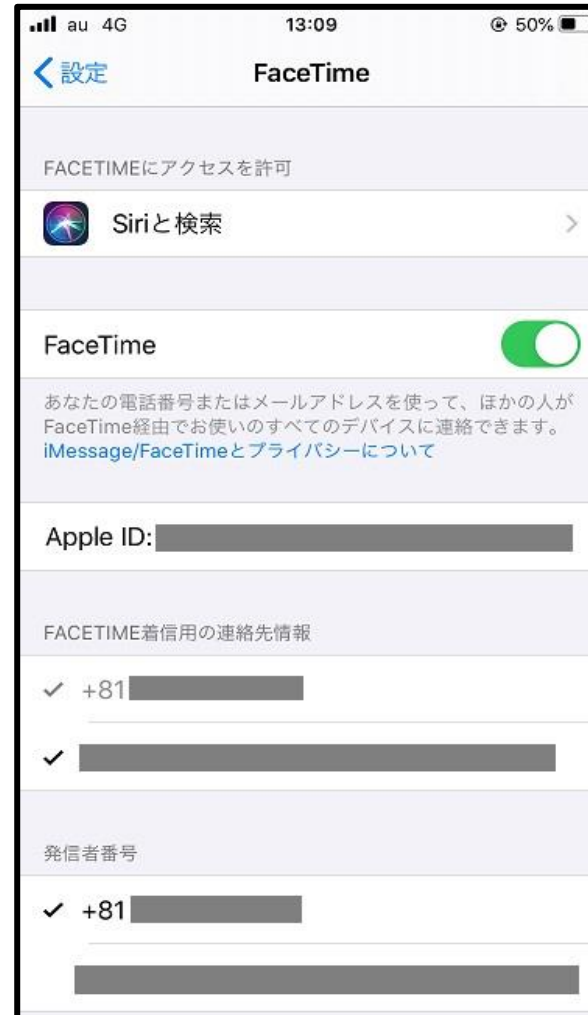 au 4G 13:09 50%
設定 FaceTime
FACETIMEにアクセスを許可
Siriと検索
FaceTime
あなたの電話番号またはメールアドレスを使って、ほかの人が
FaceTime経由でお使いのすべてのデバイスに連絡できます。
iMessage/FaceTimeとプライバシーについて
Apple ID:
FACETIME着信用の連絡先情報
+81
発信者番号
+81